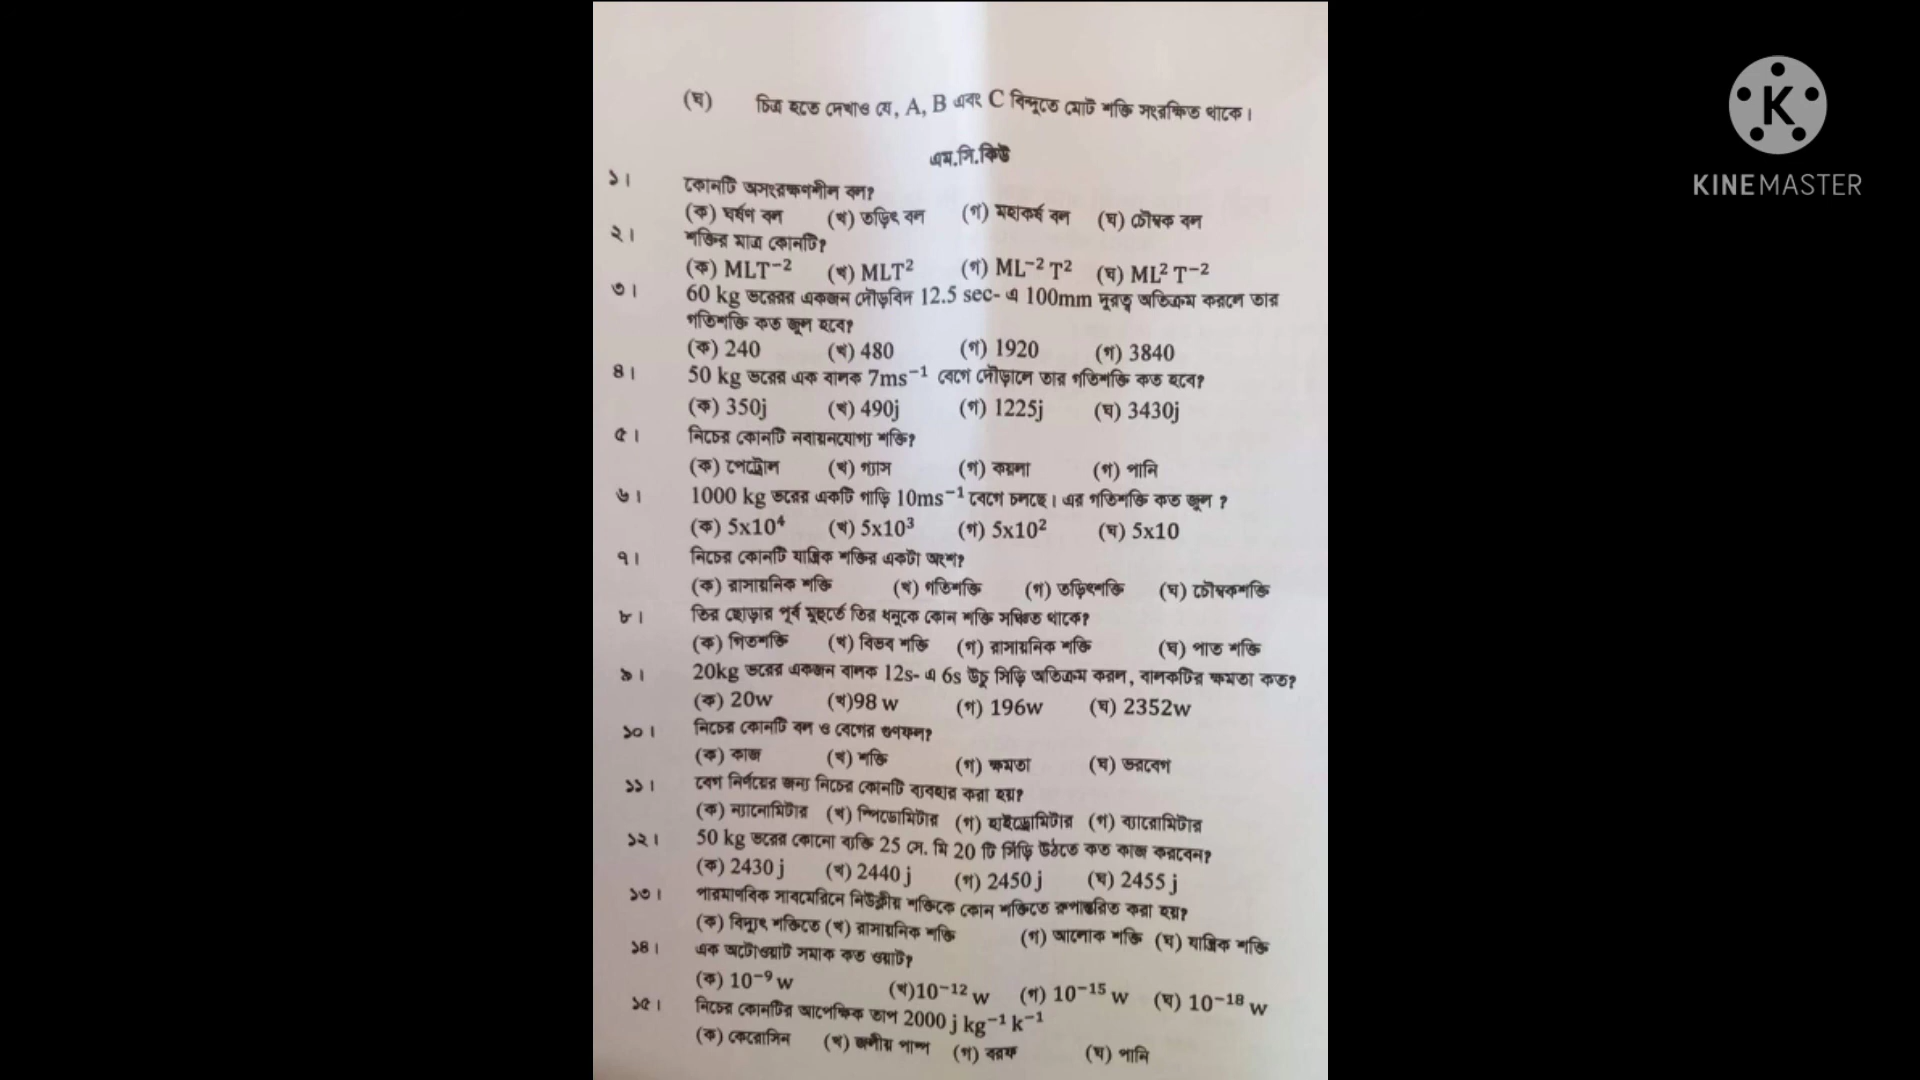 (ঘ) চিত্র হতে দেখাও যে, A, B এবং C বিন্দুতে মোট শক্তি সংরক্ষিত থাকে।
এম.সি.কিউ
১। কোনটি অসংরক্ষণশীল বল?
(ক) ঘর্ষণ বল (খ) তড়িৎ বল (গ) মহাকর্ষ বল (ঘ) চৌম্বক বল
২। শক্তির মাত্রা কোনটি?
(ক) MLT⁻² (খ) MLT² (গ) ML⁻² T² (ঘ) ML² T⁻²
৩। 60 kg ভরের একজন দৌড়বিদ 12.5 sec- এ 100mm দূরত্ব অতিক্রম করলে তার
গতিশক্তি কত জুল হবে?
(ক) 240 (খ) 480 (গ) 1920 (গ) 3840
৪। 50 kg ভরের এক বালক 7ms⁻¹ বেগে দৌড়ালে তার গতিশক্তি কত হবে?
(ক) 350j (খ) 490j (গ) 1225j (ঘ) 3430j
৫। নিচের কোনটি নবায়নযোগ্য শক্তি?
(ক) পেট্রোল (খ) গ্যাস (গ) কয়লা (গ) পানি
৬। 1000 kg ভরের একটি গাড়ি 10ms⁻¹ বেগে চলছে। এর গতিশক্তি কত জুল ?
(ক) 5x10⁴ (খ) 5x10³ (গ) 5x10² (ঘ) 5x10
৭। নিচের কোনটি যান্ত্রিক শক্তির একটা অংশ?
(ক) রাসায়নিক শক্তি (খ) গতিশক্তি (গ) তড়িৎশক্তি (ঘ) চৌম্বকশক্তি
৮। তির ছোড়ার পূর্ব মুহুর্তে তির ধনুকে কোন শক্তি সঞ্চিত থাকে?
(ক) গিতশক্তি (খ) বিভব শক্তি (গ) রাসায়নিক শক্তি (ঘ) পাত শক্তি
৯। 20kg ভরের একজন বালক 12s- এ 6s উঁচু সিড়ি অতিক্রম করল, বালকটির ক্ষমতা কত?
(ক) 20w (খ)98 w (গ) 196w (ঘ) 2352w
১০। নিচের কোনটি বল ও বেগের গুণফল?
(ক) কাজ (খ) শক্তি (গ) ক্ষমতা (ঘ) ভরবেগ
১১। বেগ নির্ণয়ের জন্য নিচের কোনটি ব্যবহার করা হয়?
(ক) ন্যানোমিটার (খ) স্পিডোমিটার (গ) হাইড্রোমিটার (গ) ব্যারোমিটার
১২। 50 kg ভরের কোনো ব্যক্তি 25 সে. মি 20 টি সিঁড়ি উঠতে কত কাজ করবেন?
(ক) 2430 j (খ) 2440 j (গ) 2450 j (ঘ) 2455 j
১৩। পারমাণবিক সাবমেরিনে নিউক্লীয় শক্তিকে কোন শক্তিতে রুপান্তরিত করা হয়?
(ক) বিদ্যুৎ শক্তিতে (খ) রাসায়নিক শক্তি (গ) আলোক শক্তি (ঘ) যান্ত্রিক শক্তি
১৪। এক অটোওয়াট সমান কত ওয়াট?
(ক) 10⁻⁹ w (খ)10⁻¹² w (গ) 10⁻¹⁵ w (ঘ) 10⁻¹⁸ w
১৫। নিচের কোনটির আপেক্ষিক তাপ 2000 j kg⁻¹ k⁻¹
(ক) কেরোসিন (খ) জলীয় বাষ্প (গ) বরফ (ঘ) পানি
K
KINEMASTER